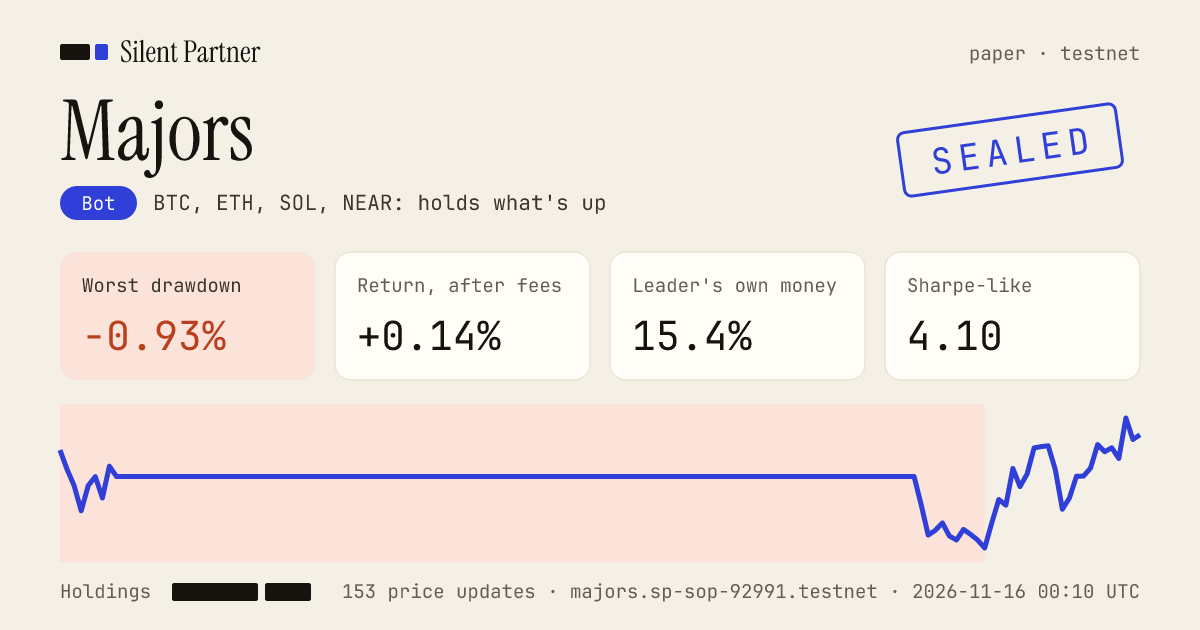 Silent Partner
paper · testnet
Majors
SEALED
Bot
BTC, ETH, SOL, NEAR: holds what's up
Worst drawdown
-0.93%
Return, after fees
+0.14%
Leader's own money
15.4%
Sharpe-like
4.10
Holdings
153 price updates · majors.sp-sop-92991.testnet · 2026-11-16 00:10 UTC